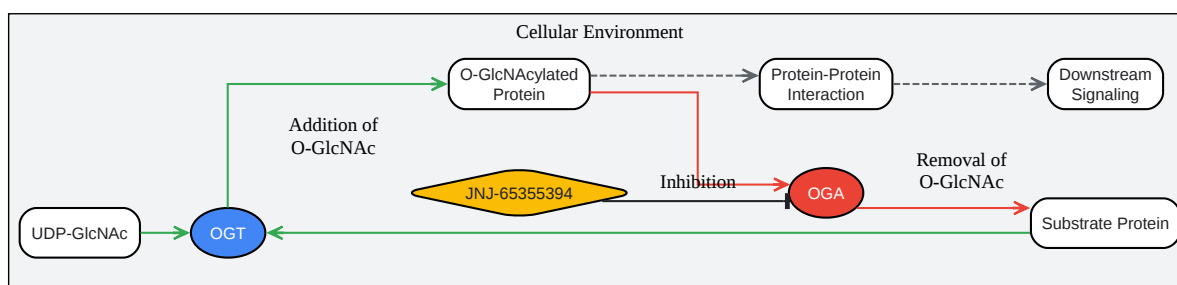 Cellular Environment
O-GlcNAcylated
Protein
Protein-Protein
Interaction
Downstream
Signaling
Addition of
O-GlcNAc
JNJ-65355394
Inhibition
OGA
Removal of
O-GlcNAc
UDP-GlcNAc
OGT
Substrate Protein